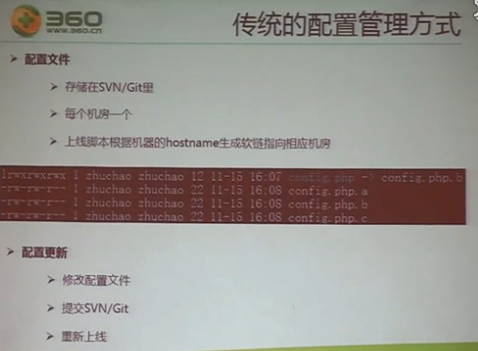 360
www.360.cn
传统的配置管理方式
配置文件
存储在SVN/Git里
每个机房一个
上线脚本根据机器的hostname生成软链指向相应机房
lrwxrwxrwx 1 zhuchao zhuchao 12 11-15 16:07 config.php -> config.php.b
-rw-rw-r-- 1 zhuchao zhuchao 22 11-15 16:08 config.php.a
-rw-rw-r-- 1 zhuchao zhuchao 22 11-15 16:08 config.php.b
-rw-rw-r-- 1 zhuchao zhuchao 22 11-15 16:08 config.php.c
配置更新
修改配置文件
提交SVN/Git
重新上线